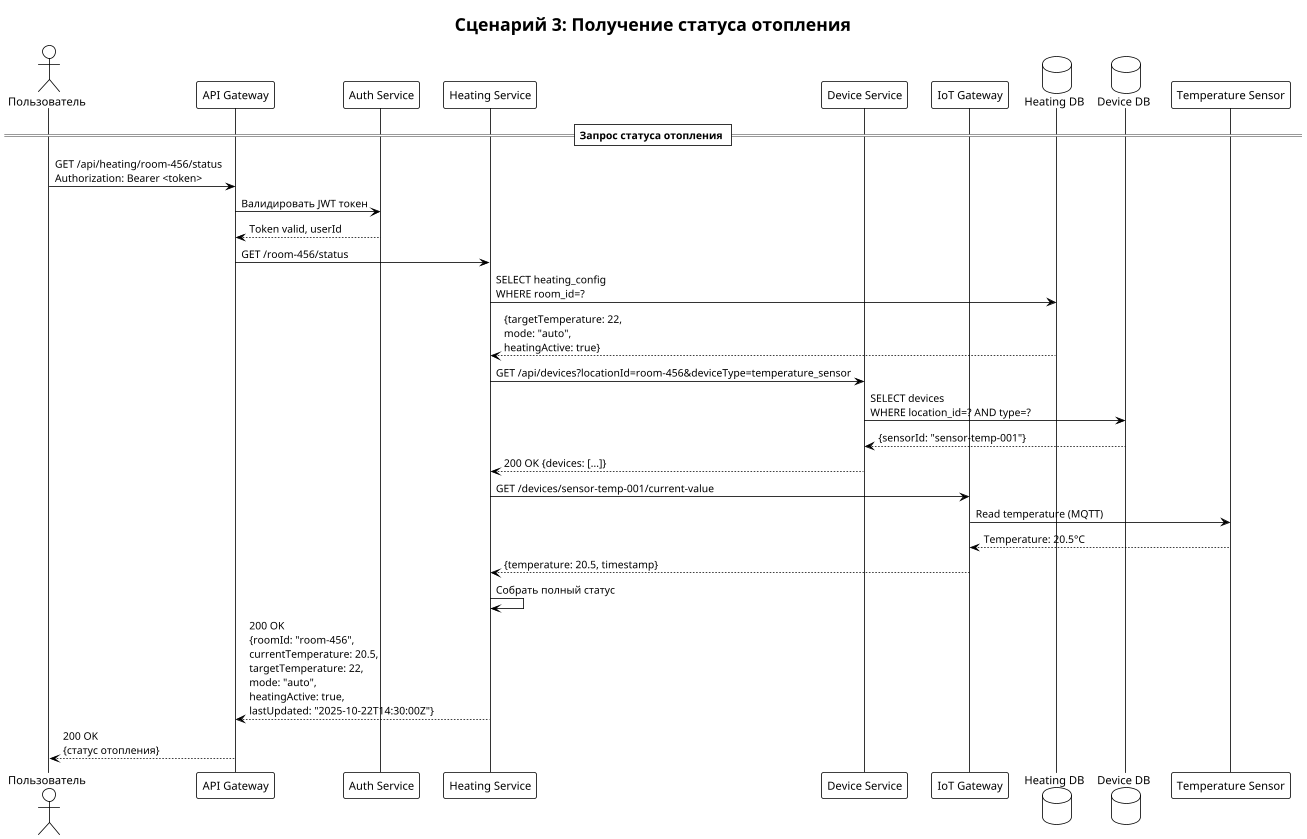 Сценарий 3: Получение статуса отопления
Пользователь
API Gateway
Auth Service
Heating Service
Device Service
IoT Gateway
Heating DB
Device DB
Temperature Sensor
Запрос статуса отопления
GET /api/heating/room-456/status
Authorization: Bearer <token>
Валидировать JWT токен
Token valid, userId
GET /room-456/status
SELECT heating_config
WHERE room_id=?
{targetTemperature: 22,
mode: "auto",
heatingActive: true}
GET /api/devices?locationId=room-456&deviceType=temperature_sensor
SELECT devices
WHERE location_id=? AND type=?
{sensorId: "sensor-temp-001"}
200 OK {devices: [...]}
GET /devices/sensor-temp-001/current-value
Read temperature (MQTT)
Temperature: 20.5°C
{temperature: 20.5, timestamp}
Собрать полный статус
200 OK
{roomId: "room-456",
currentTemperature: 20.5,
targetTemperature: 22,
mode: "auto",
heatingActive: true,
lastUpdated: "2025-10-22T14:30:00Z"}
200 OK
{статус отопления}
Пользователь
API Gateway
Auth Service
Heating Service
Device Service
IoT Gateway
Heating DB
Device DB
Temperature Sensor